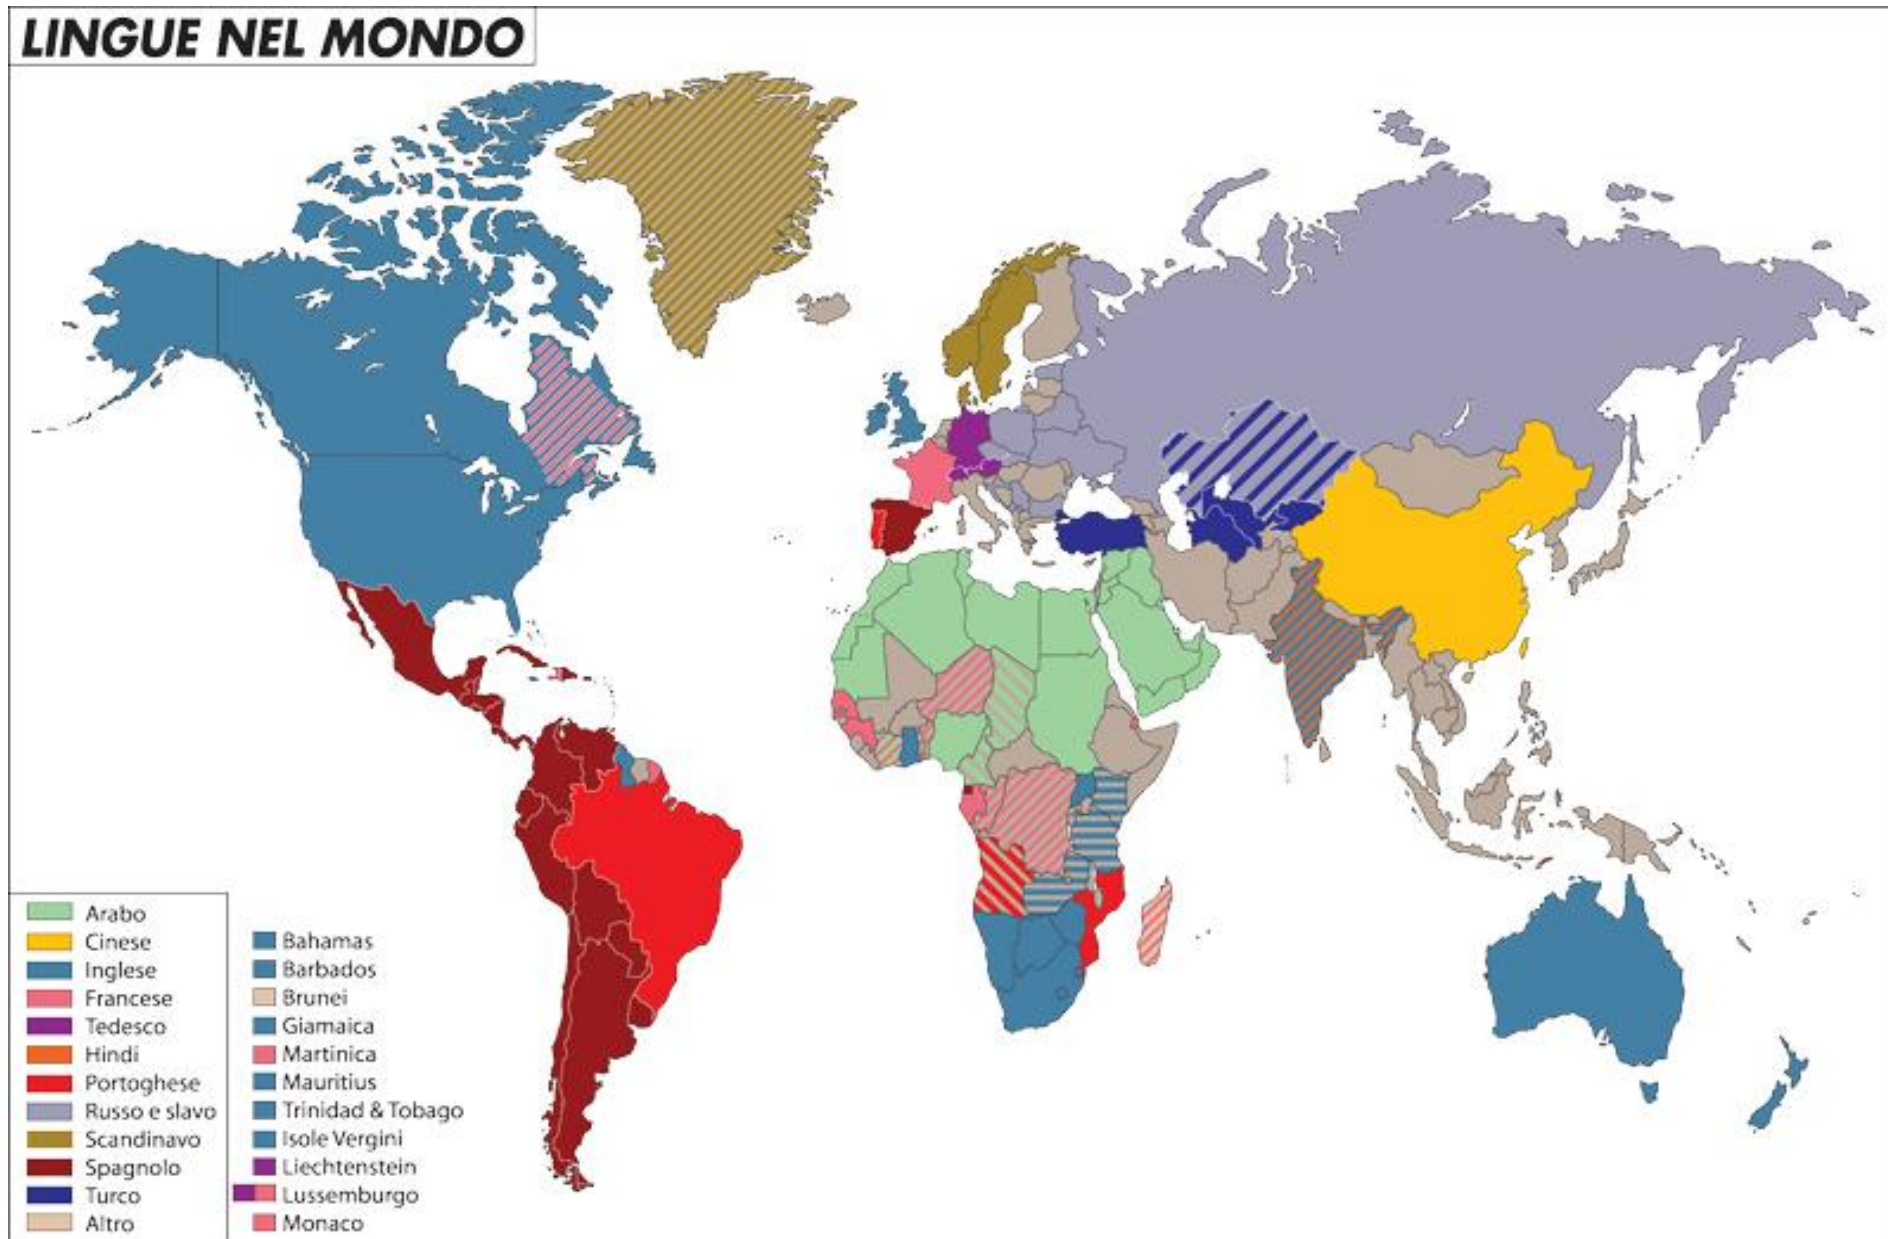 LINGUE NEL MONDO
Arabo
Cinese
Inglese
Francese
Tedesco
Hindi
Portoghese
Russo e slavo
Scandinavo
Spagnolo
Turco
Altro
Bahamas
Barbados
Brunei
Giamaica
Martinica
Mauritius
Trinidad & Tobago
Isole Vergini
Liechtenstein
Lussemburgo
Monaco